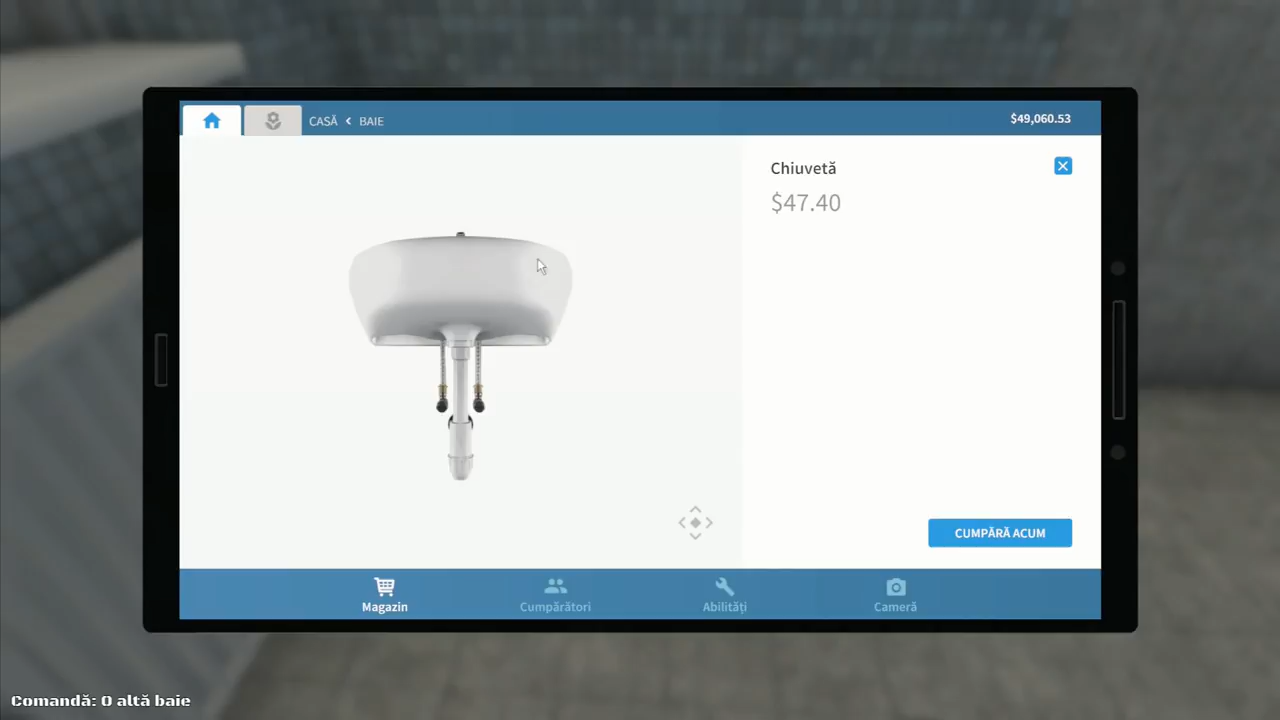 CASĂ < BAIE
$49,060.53
Chiuvetă
$47.40
CUMPĂRĂ ACUM
Magazin
Cumpărători
Abilități
Cameră
Comandă: O altă baie